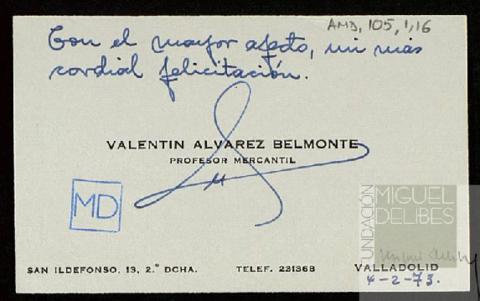 AMD, 105, 1,16
Con el mayor afecto, mi más
cordial felicitación.
VALENTIN ALVAREZ BELMONTE
PROFESOR MERCANTIL
MD
FUNDACIÓN
MIGUEL
DELIBES
SAN ILDEFONSO, 13, 2.º DCHA.
TELEF. 231368
VALLADOLID
4-2-73.